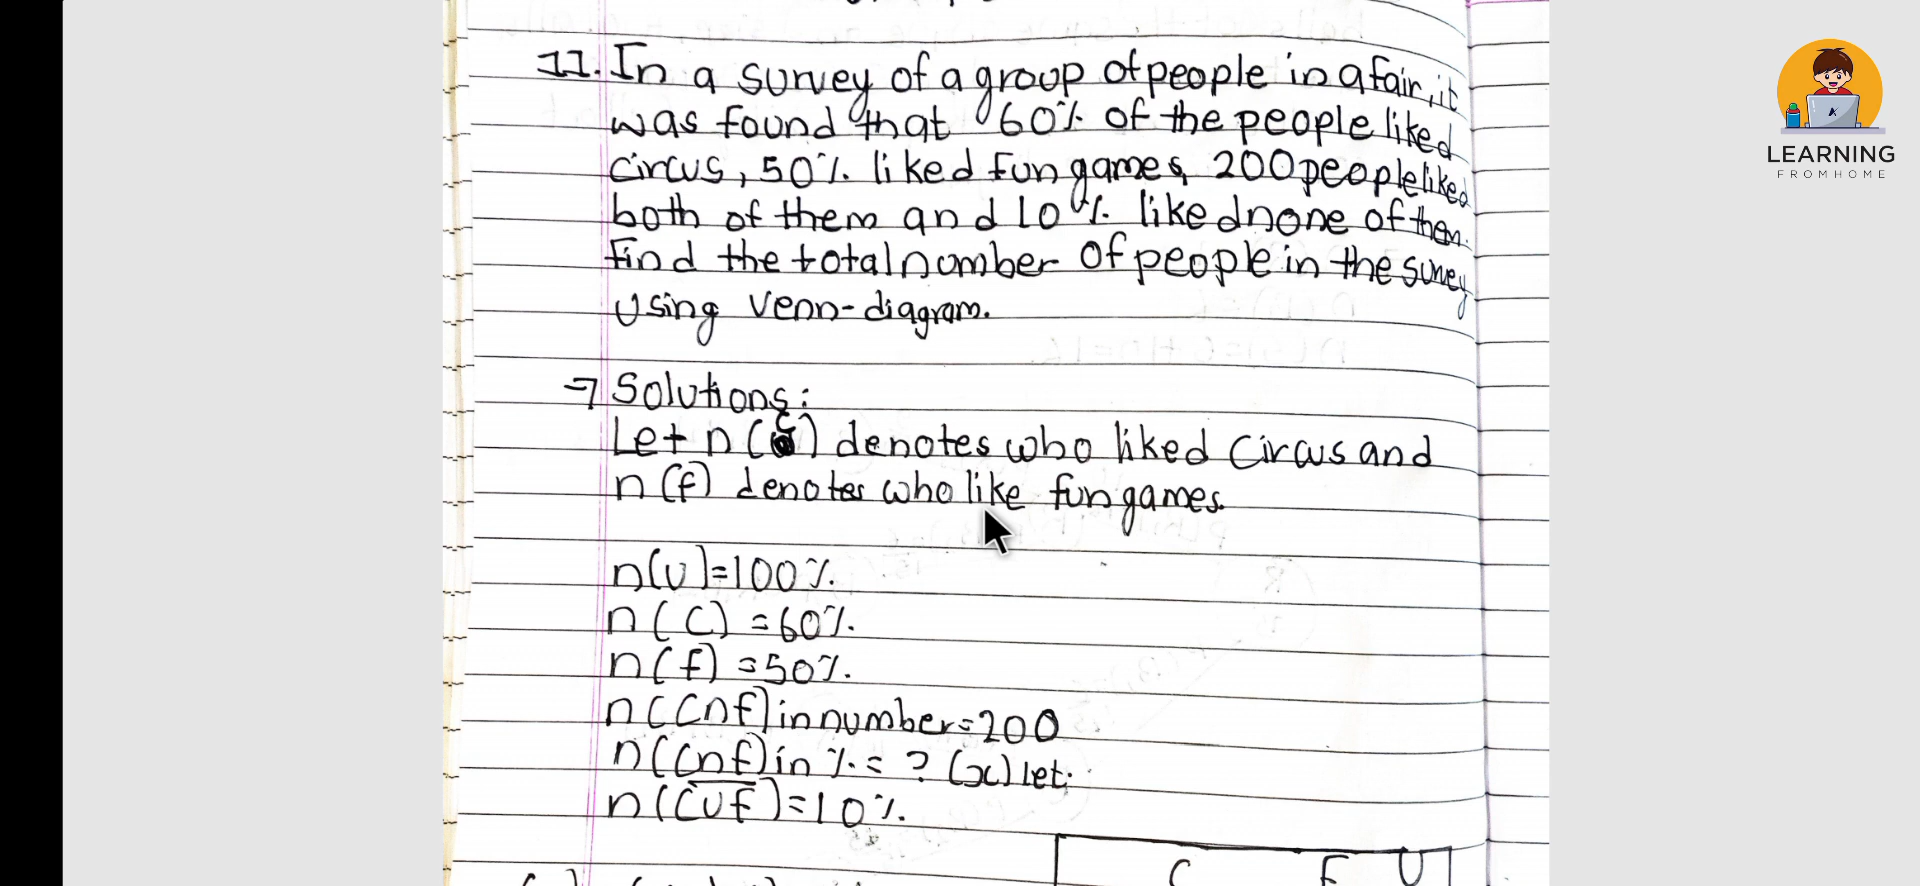 11. In a survey of a group of people in a fair, it
was found that 60% of the people liked
circus, 50% liked fun games, 200 people liked
both of them and 10% liked none of them.
Find the total number of people in the survey
using venn-diagram.
→ Solutions:
Let n(C) denotes who liked Circus and
n(f) denotes who like fun games.
n(U)=100%.
n(C) =60%.
n(f) =50%.
n(C∩f) in number=200
n(C∩f) in % = ? (x) let.
n(\overline{C∪f})=10%.
C F U
LEARNING
FROMHOME